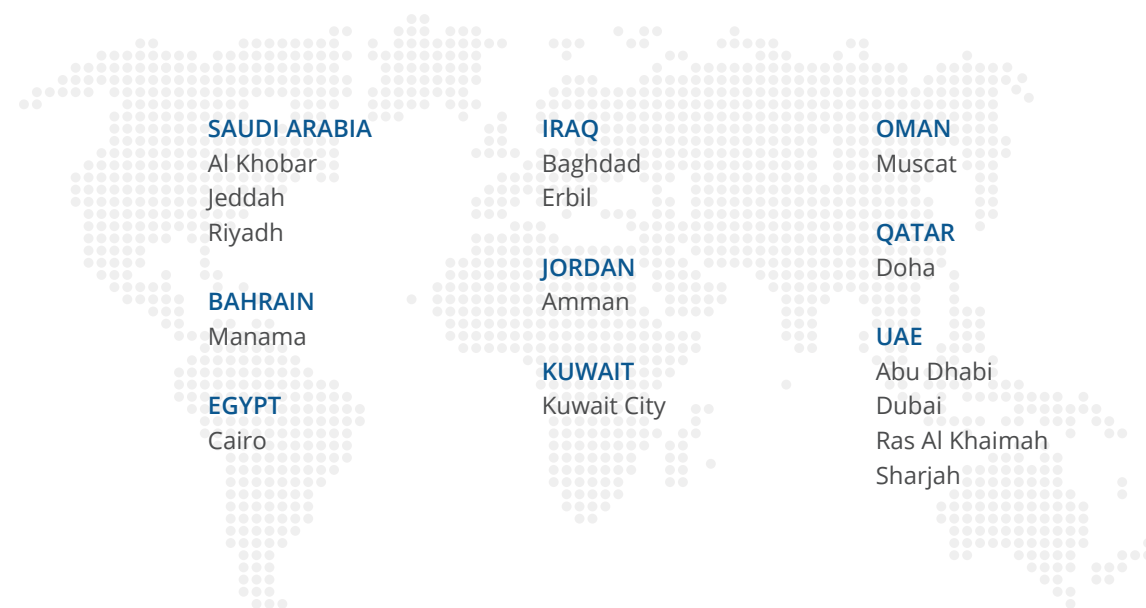 SAUDI ARABIA
Al Khobar
Jeddah
Riyadh
BAHRAIN
Manama
EGYPT
Cairo
IRAQ
Baghdad
Erbil
JORDAN
Amman
KUWAIT
Kuwait City
OMAN
Muscat
QATAR
Doha
UAE
Abu Dhabi
Dubai
Ras Al Khaimah
Sharjah